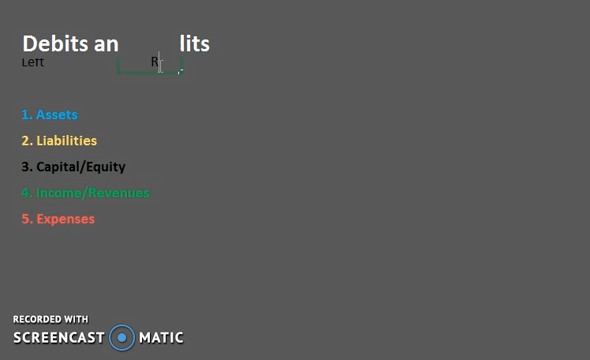 Debits an lits
Left R
1. Assets
2. Liabilities
3. Capital/Equity
4. Income/Revenues
5. Expenses
RECORDED WITH
SCREENCAST MATIC